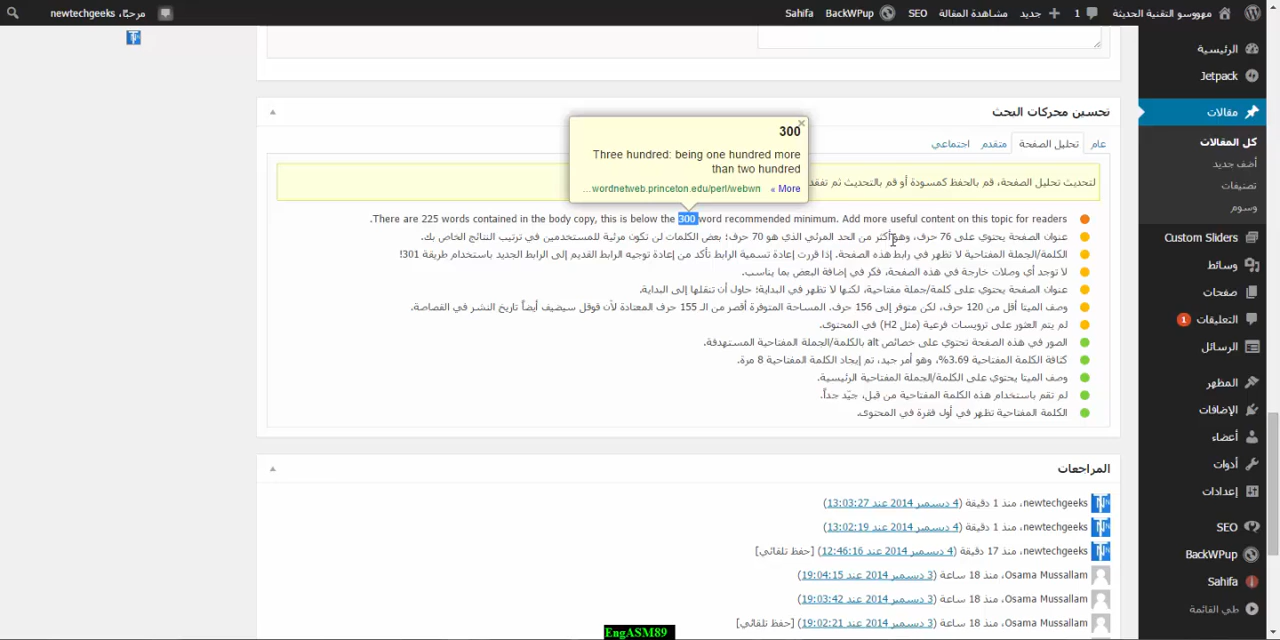 مهووسو التقنية الحديثة
1
جديد
مشاهدة المقالة
SEO
BackWPup
Sahifa
مرحبًا، newtechgeeks
الرئيسية
Jetpack
مقالات
كل المقالات
أضف جديد
تصنيفات
وسوم
Custom Sliders
وسائط
صفحات
التعليقات 1
الرسائل
المظهر
الإضافات
أعضاء
أدوات
إعدادات
SEO
BackWPup
Sahifa
طي القائمة
تحسين محركات البحث
عام
تحليل الصفحة
متقدم
اجتماعي
لتحديث تحليل الصفحة، قم بالحفظ كمسودة أو قم بالتحديث ثم تفقد
300
Three hundred: being one hundred more
than two hundred
...wordnetweb.princeton.edu/perl/webwn
« More
.There are 225 words contained in the body copy, this is below the 300 word recommended minimum. Add more useful content on this topic for readers
عنوان الصفحة يحتوي على 76 حرف، وهو أكثر من الحد المرئي الذي هو 70 حرف؛ بعض الكلمات لن تكون مرئية للمستخدمين في ترتيب النتائج الخاص بك.
الكلمة/الجملة المفتاحية لا تظهر في رابط هذه الصفحة. إذا قررت إعادة تسمية الرابط تأكد من إعادة توجيه الرابط القديم إلى الرابط الجديد باستخدام طريقة 301!
لا توجد أي وصلات خارجة في هذه الصفحة، فكر في إضافة البعض بما يناسب.
عنوان الصفحة يحتوي على كلمة/جملة مفتاحية، لكنها لا تظهر في البداية؛ حاول أن تنقلها إلى البداية.
وصف الميتا أقل من 120 حرف، لكن متوفر إلى 156 حرف. المساحة المتوفرة أقصر من الـ 155 حرف المعتادة لأن قوقل سيضيف أيضاً تاريخ النشر في القصاصة.
لم يتم العثور على ترويسات فرعية (مثل H2) في المحتوى.
الصور في هذه الصفحة تحتوي على خصائص alt بالكلمة/الجملة المفتاحية المستهدفة.
كثافة الكلمة المفتاحية 3.69%، وهو أمر جيد، تم إيجاد الكلمة المفتاحية 8 مرة.
وصف الميتا يحتوي على الكلمة/الجملة المفتاحية الرئيسية.
لم تقم باستخدام هذه الكلمة المفتاحية من قبل، جيّد جداً.
الكلمة المفتاحية تظهر في أول فقرة في المحتوى.
المراجعات
newtechgeeks، منذ 1 دقيقة (4 ديسمبر 2014 عند 13:03:27)
newtechgeeks، منذ 1 دقيقة (4 ديسمبر 2014 عند 13:02:19)
newtechgeeks، منذ 17 دقيقة (4 ديسمبر 2014 عند 12:46:16) [حفظ تلقائي]
Osama Mussallam، منذ 18 ساعة (3 ديسمبر 2014 عند 19:04:15)
Osama Mussallam، منذ 18 ساعة (3 ديسمبر 2014 عند 19:03:42)
Osama Mussallam، منذ 18 ساعة (3 ديسمبر 2014 عند 19:02:21) [حفظ تلقائي]
EngASM89